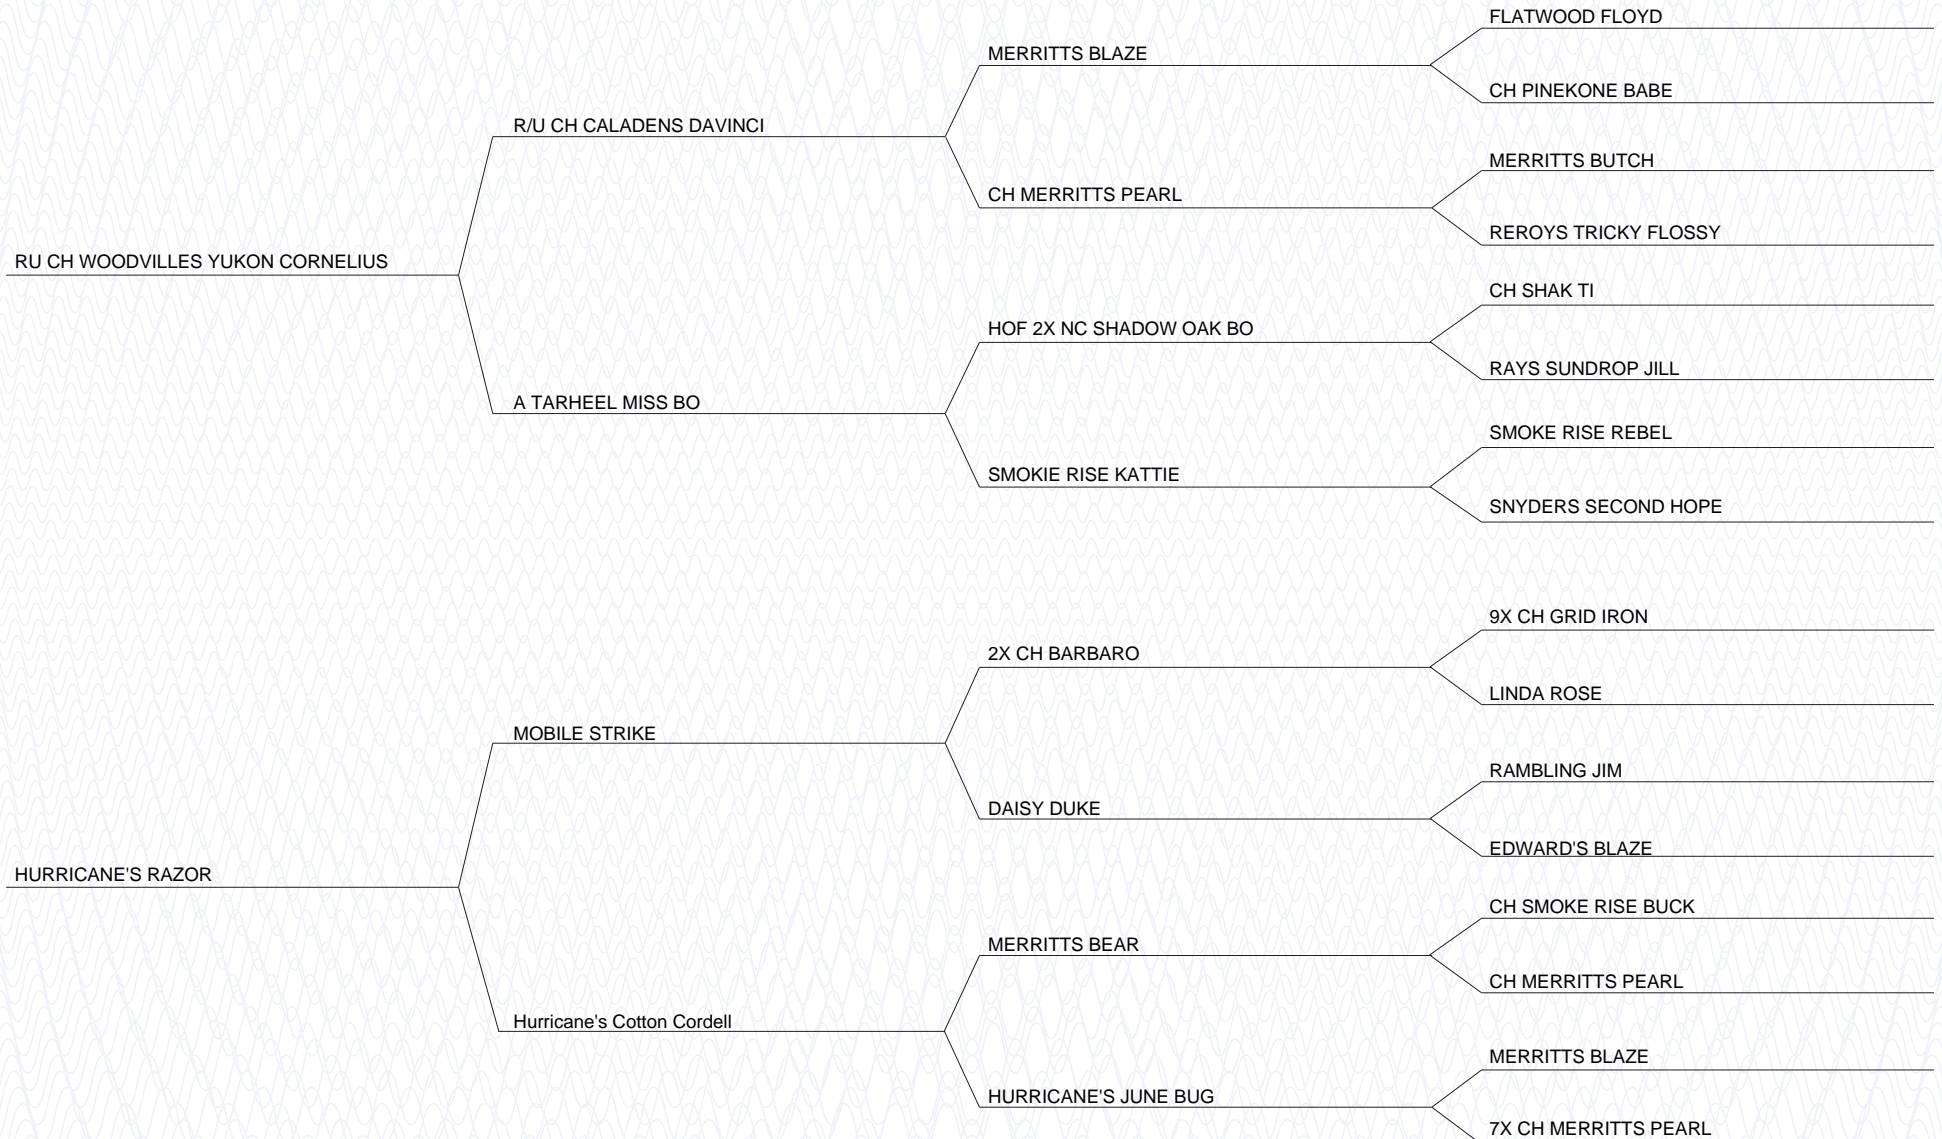 FLATWOOD FLOYD
MERRITTS BLAZE
CH PINEKONE BABE
R/U CH CALADENS DAVINCI
MERRITTS BUTCH
CH MERRITTS PEARL
REROYS TRICKY FLOSSY
RU CH WOODVILLES YUKON CORNELIUS
CH SHAK TI
HOF 2X NC SHADOW OAK BO
RAYS SUNDROP JILL
A TARHEEL MISS BO
SMOKE RISE REBEL
SMOKIE RISE KATTIE
SNYDERS SECOND HOPE
9X CH GRID IRON
2X CH BARBARO
LINDA ROSE
MOBILE STRIKE
RAMBLING JIM
DAISY DUKE
EDWARD'S BLAZE
HURRICANE'S RAZOR
CH SMOKE RISE BUCK
MERRITTS BEAR
CH MERRITTS PEARL
Hurricane's Cotton Cordell
MERRITTS BLAZE
HURRICANE'S JUNE BUG
7X CH MERRITTS PEARL